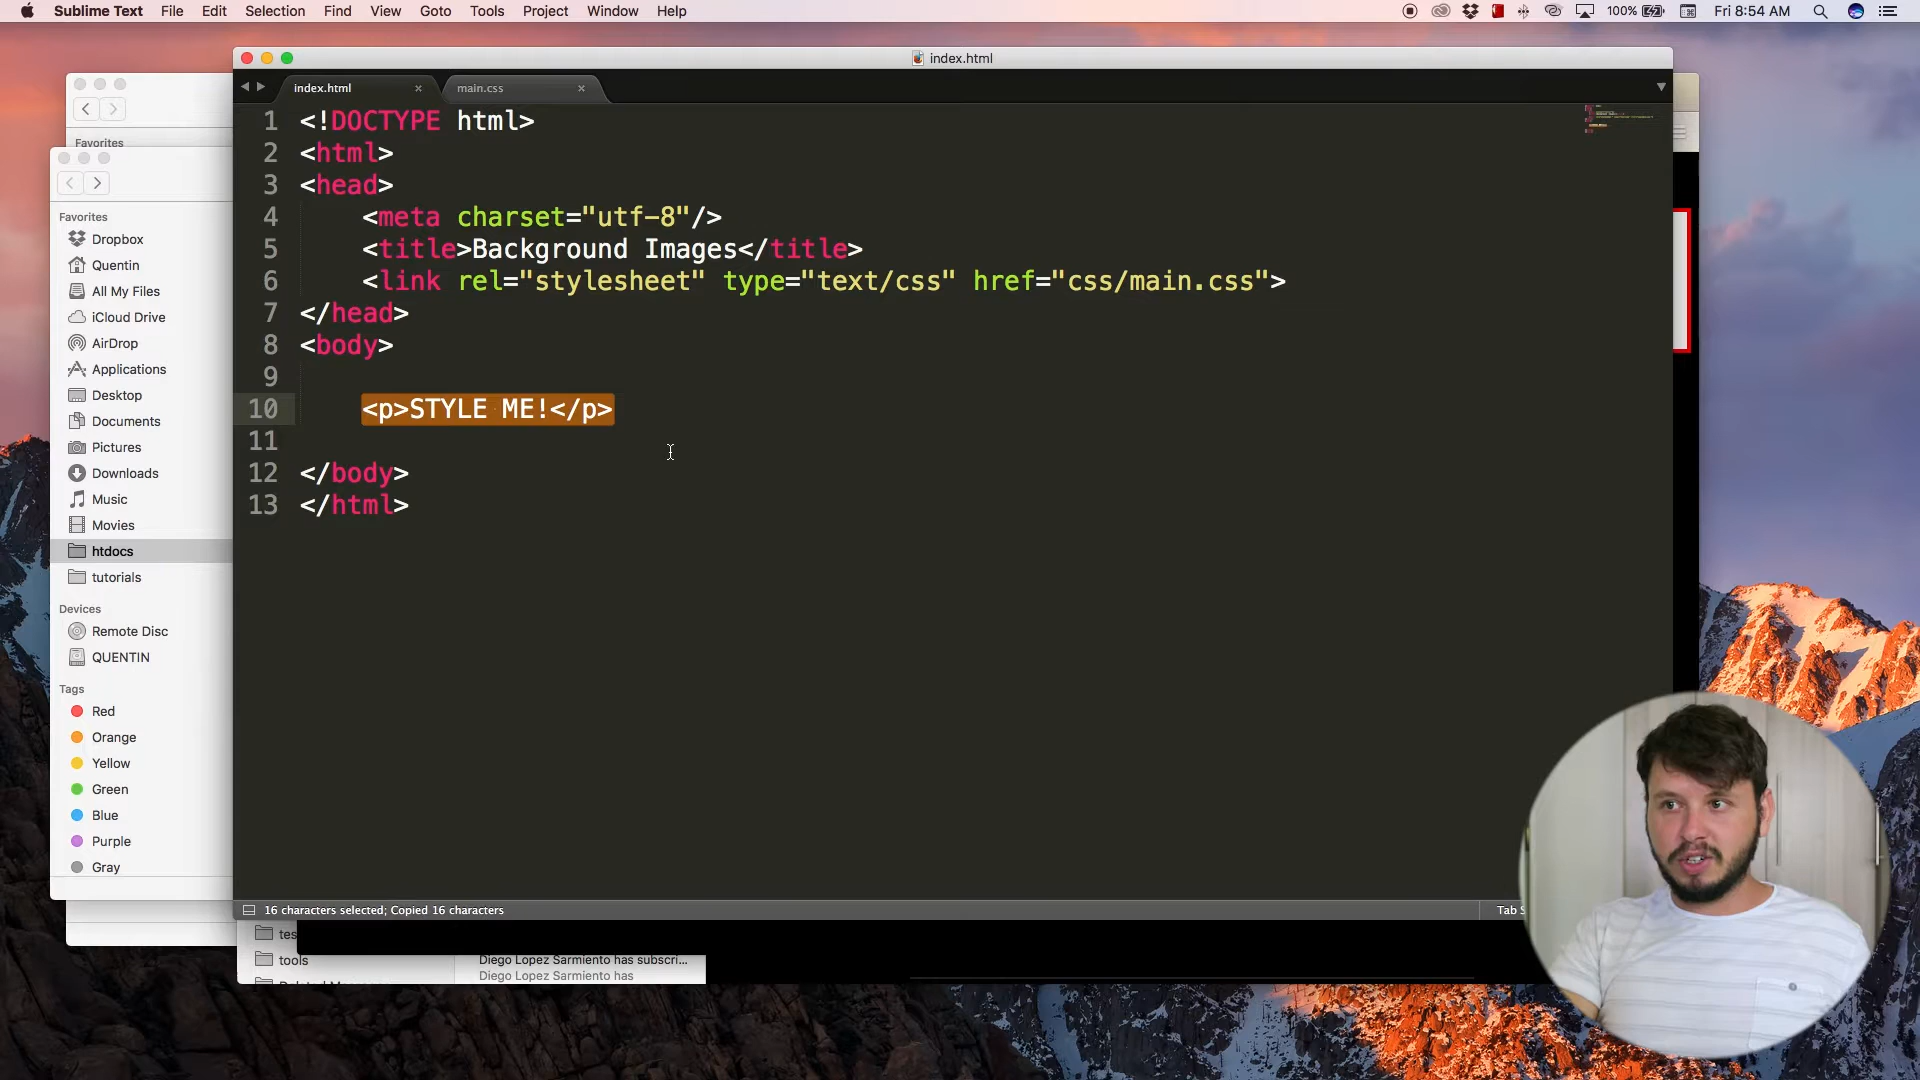 Sublime Text File Edit Selection Find View Goto Tools Project Window Help 100% Fri 8:54 AM
index.html
index.html × main.css ×
Favorites
Favorites
Dropbox
Quentin
All My Files
iCloud Drive
AirDrop
Applications
Desktop
Documents
Pictures
Downloads
Music
Movies
htdocs
tutorials
Devices
Remote Disc
QUENTIN
Tags
Red
Orange
Yellow
Green
Blue
Purple
Gray
1 <!DOCTYPE html>
2 <html>
3 <head>
4 <meta charset="utf-8"/>
5 <title>Background Images</title>
6 <link rel="stylesheet" type="text/css" href="css/main.css">
7 </head>
8 <body>
9
10 <p>STYLE ME!</p>
11
12 </body>
13 </html>
16 characters selected; Copied 16 characters Tab S
tes
tools
Diego Lopez Sarmiento has subscri...
Diego Lopez Sarmiento has